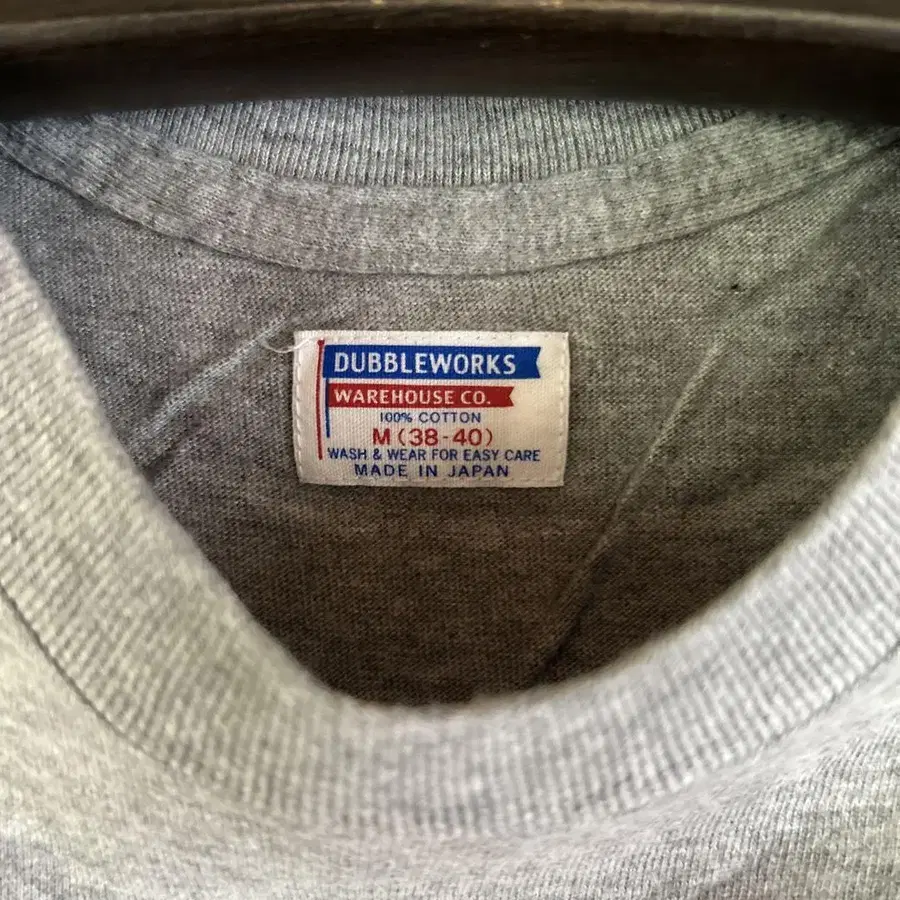 DUBBLEWORKS
WAREHOUSE CO.
100% COTTON
M (38-40)
WASH & WEAR FOR EASY CARE
MADE IN JAPAN